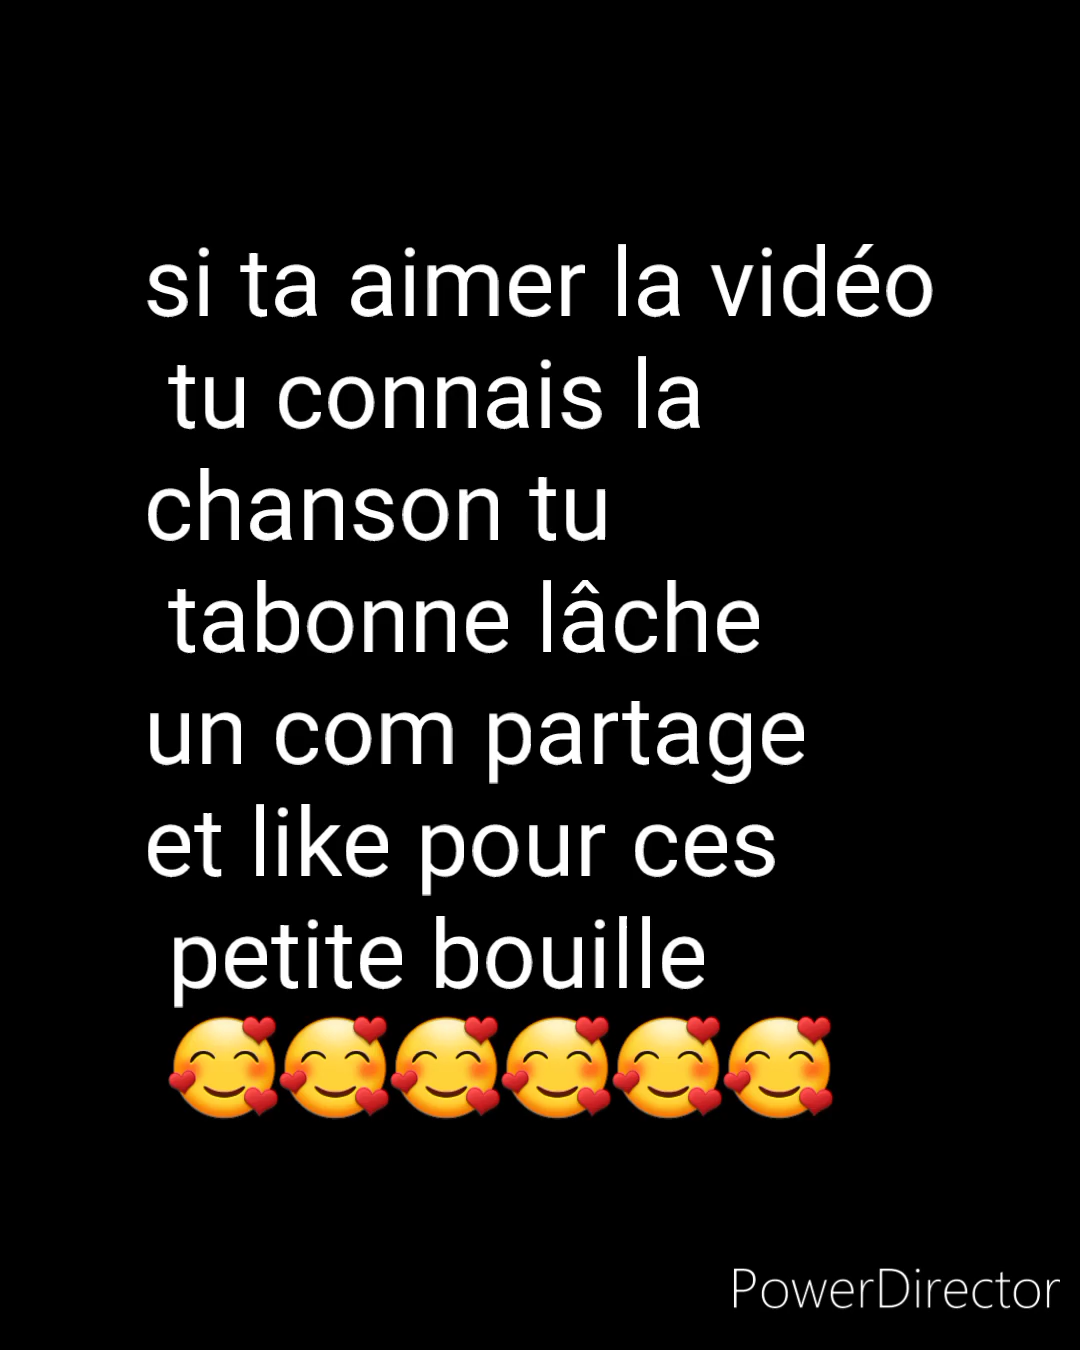 si ta aimer la vidéo
tu connais la
chanson tu
tabonne lâche
un com partage
et like pour ces
petite bouille
🥰🥰🥰🥰🥰🥰
PowerDirector